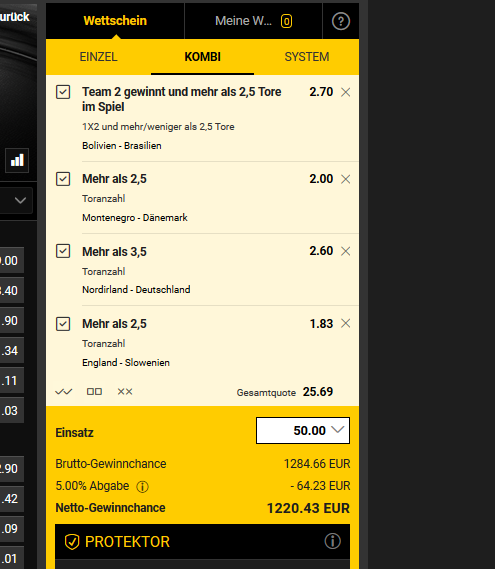 urück
Wettschein
Meine W... 0
?
EINZEL
KOMBI
SYSTEM
Team 2 gewinnt und mehr als 2,5 Tore 2.70
im Spiel
1X2 und mehr/weniger als 2,5 Tore
Bolivien - Brasilien
Mehr als 2,5 2.00
Toranzahl
Montenegro - Dänemark
Mehr als 3,5 2.60
Toranzahl
Nordirland - Deutschland
Mehr als 2,5 1.83
Toranzahl
England - Slowenien
Gesamtquote 25.69
Einsatz 50.00
Brutto-Gewinnchance 1284.66 EUR
5.00% Abgabe i - 64.23 EUR
Netto-Gewinnchance 1220.43 EUR
PROTEKTOR i
.00
.40
.90
.34
.11
.03
.90
.42
.09
.01